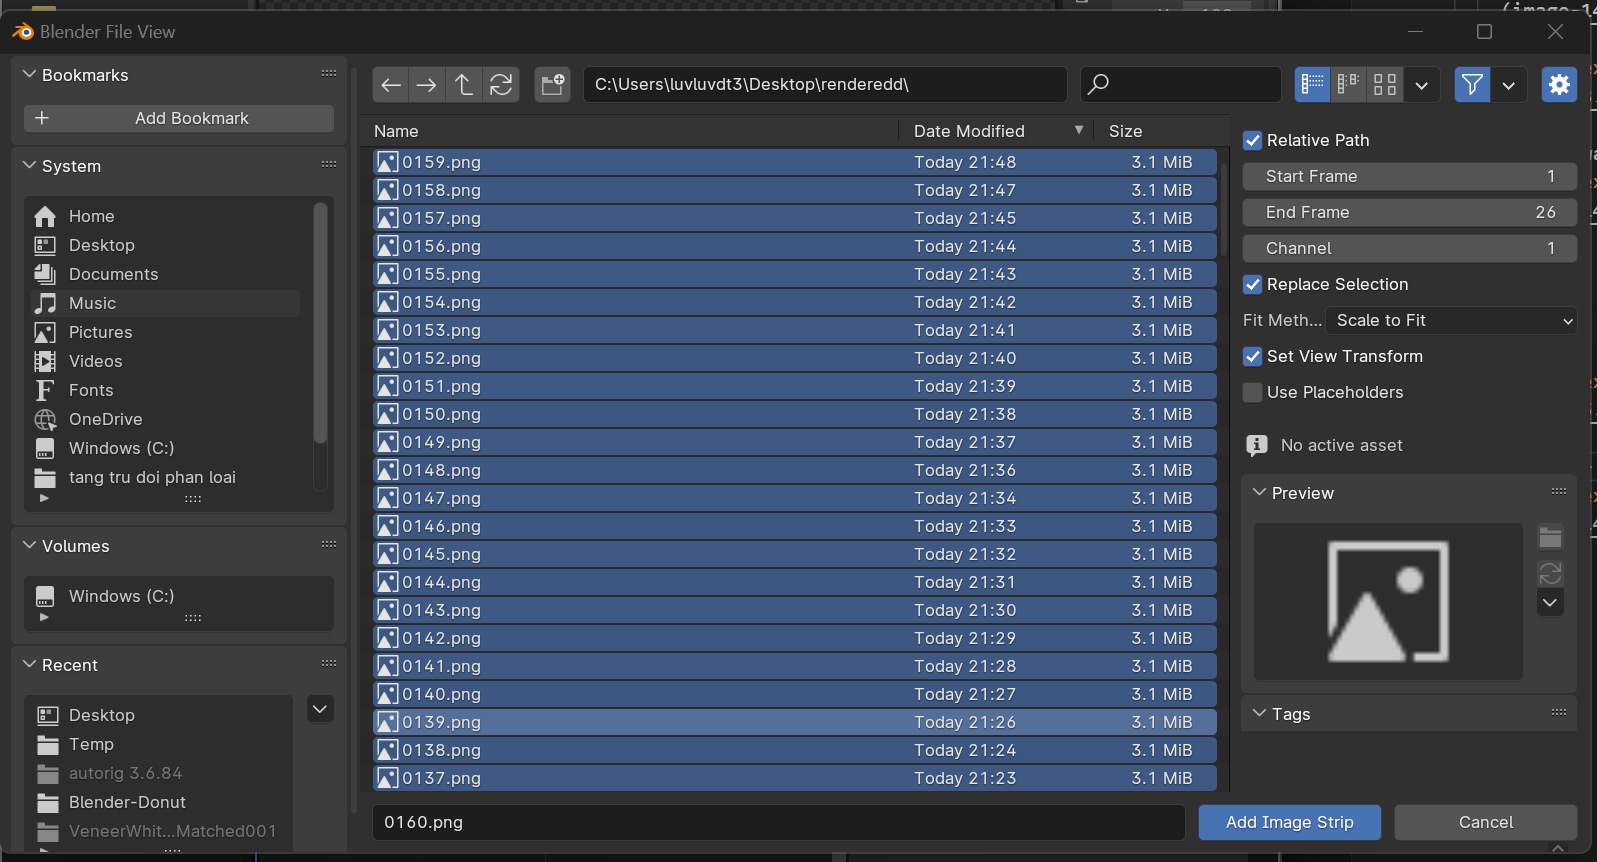 Blender File View
Bookmarks
Add Bookmark
System
Home
Desktop
Documents
Music
Pictures
Videos
Fonts
OneDrive
Windows (C:)
tang tru doi phan loai
Volumes
Windows (C:)
Recent
Desktop
Temp
autorig 3.6.84
Blender-Donut
VeneerWhit...Matched001
C:\Users\luvluvdt3\Desktop\renderedd\
Name Date Modified Size
0159.png Today 21:48 3.1 MiB
0158.png Today 21:47 3.1 MiB
0157.png Today 21:45 3.1 MiB
0156.png Today 21:44 3.1 MiB
0155.png Today 21:43 3.1 MiB
0154.png Today 21:42 3.1 MiB
0153.png Today 21:41 3.1 MiB
0152.png Today 21:40 3.1 MiB
0151.png Today 21:39 3.1 MiB
0150.png Today 21:38 3.1 MiB
0149.png Today 21:37 3.1 MiB
0148.png Today 21:36 3.1 MiB
0147.png Today 21:34 3.1 MiB
0146.png Today 21:33 3.1 MiB
0145.png Today 21:32 3.1 MiB
0144.png Today 21:31 3.1 MiB
0143.png Today 21:30 3.1 MiB
0142.png Today 21:29 3.1 MiB
0141.png Today 21:28 3.1 MiB
0140.png Today 21:27 3.1 MiB
0139.png Today 21:26 3.1 MiB
0138.png Today 21:24 3.1 MiB
0137.png Today 21:23 3.1 MiB
0160.png
Relative Path
Start Frame 1
End Frame 26
Channel 1
Replace Selection
Fit Meth... Scale to Fit
Set View Transform
Use Placeholders
No active asset
Preview
Tags
Add Image Strip
Cancel